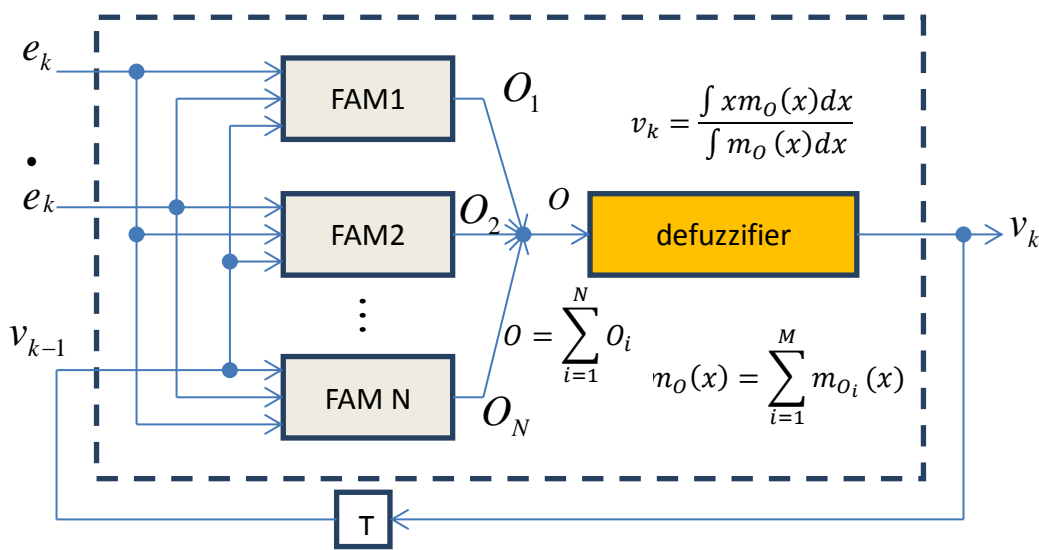 e_k
FAM1
O_1
v_k = ∫ x m_O(x)dx / ∫ m_O (x)dx
ė_k
FAM2
O_2
O
defuzzifier
v_k
⋮
v_{k−1}
O = ∑_{i=1}^{N} O_i
m_O(x) = ∑_{i=1}^{M} m_{O_i}(x)
FAM N
O_N
T